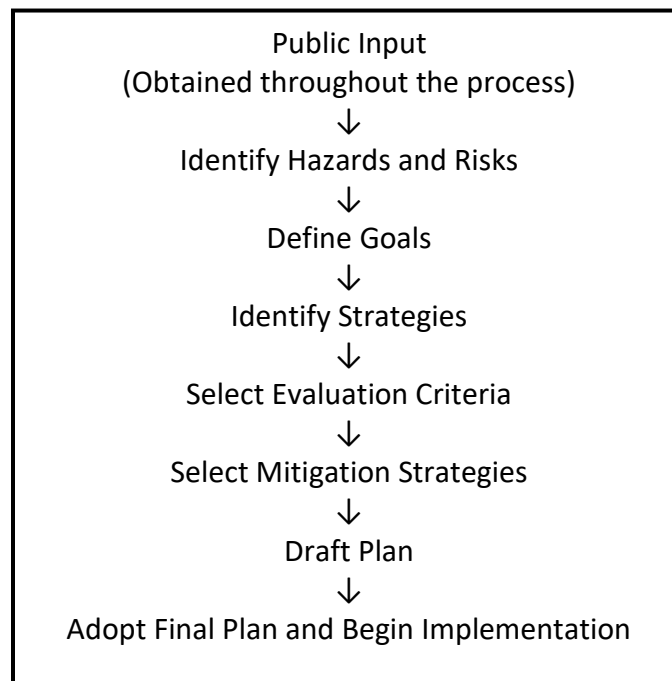 Public Input
(Obtained throughout the process)
↓
Identify Hazards and Risks
↓
Define Goals
↓
Identify Strategies
↓
Select Evaluation Criteria
↓
Select Mitigation Strategies
↓
Draft Plan
↓
Adopt Final Plan and Begin Implementation